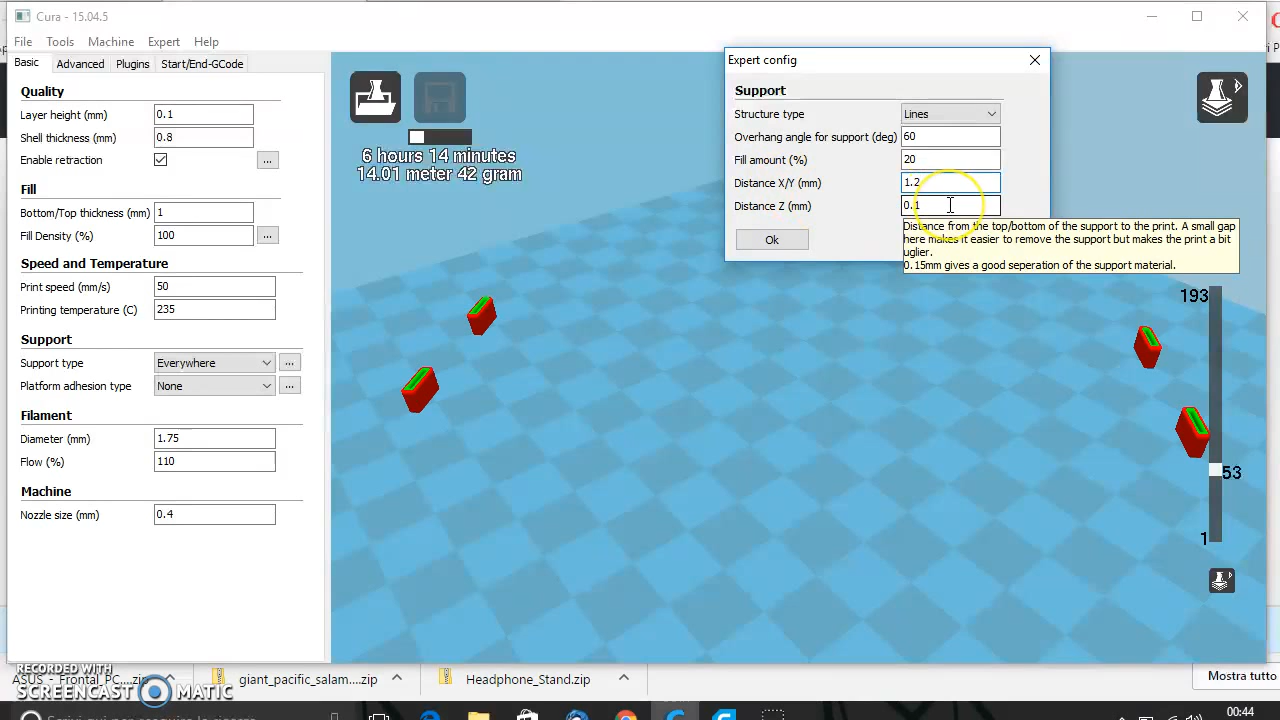 Cura - 15.04.5
File Tools Machine Expert Help
Basic Advanced Plugins Start/End-GCode
Quality
Layer height (mm) 0.1
Shell thickness (mm) 0.8
Enable retraction ...
Fill
Bottom/Top thickness (mm) 1
Fill Density (%) 100 ...
Speed and Temperature
Print speed (mm/s) 50
Printing temperature (C) 235
Support
Support type Everywhere ...
Platform adhesion type None ...
Filament
Diameter (mm) 1.75
Flow (%) 110
Machine
Nozzle size (mm) 0.4
6 hours 14 minutes
14.01 meter 42 gram
Expert config
Support
Structure type Lines
Overhang angle for support (deg) 60
Fill amount (%) 20
Distance X/Y (mm) 1.2
Distance Z (mm) 0.1
Ok
Distance from the top/bottom of the support to the print. A small gap
here makes it easier to remove the support but makes the print a bit
uglier.
0.15mm gives a good seperation of the support material.
193
53
1
RECORDED WITH
SCREENCAST MATIC
ASUS - Frontal_PC....zip
giant_pacific_salam....zip
Headphone_Stand.zip
Mostra tutto
00:44